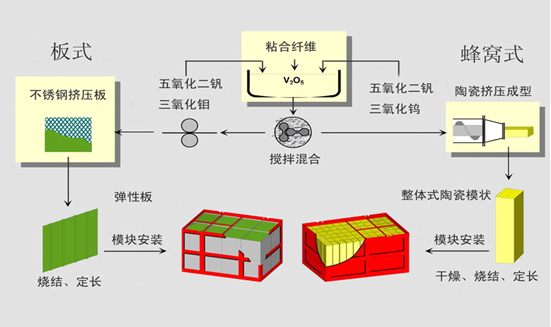 板式
粘合纤维
蜂窝式
V₂O₅
五氧化二钒
三氧化钼
五氧化二钒
三氧化钨
不锈钢挤压板
陶瓷挤压成型
搅拌混合
弹性板
整体式陶瓷模状
模块安装
模块安装
烧结、定长
干燥、烧结、定长